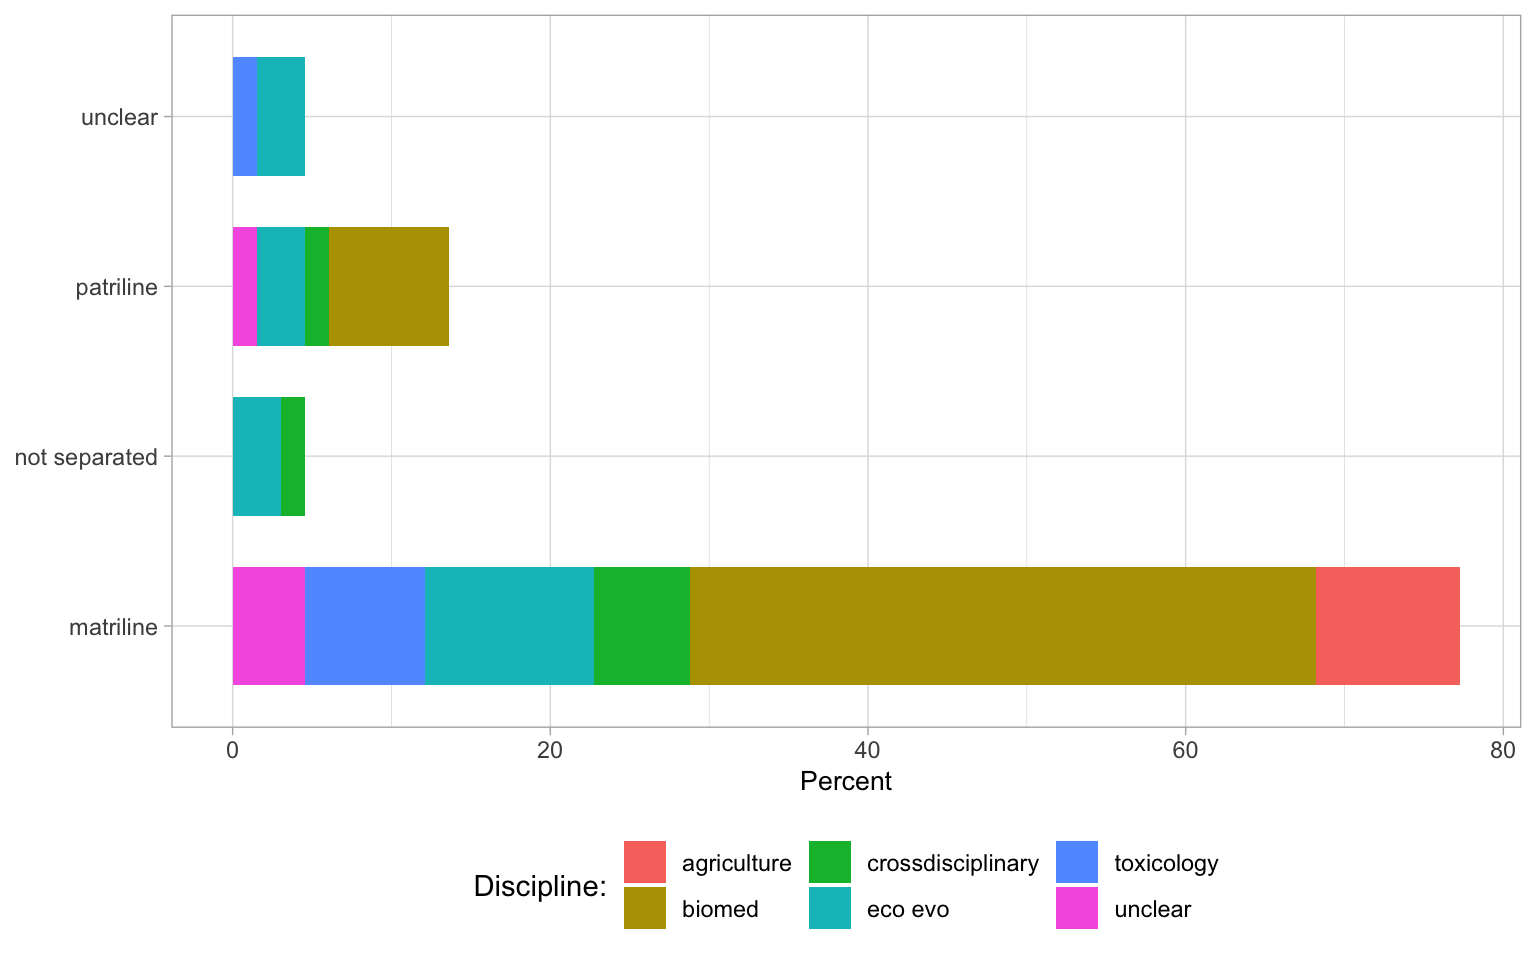 unclear
patriline
not separated
matriline
0 20 40 60 80
Percent
Discipline:
agriculture crossdisciplinary toxicology
biomed eco evo unclear